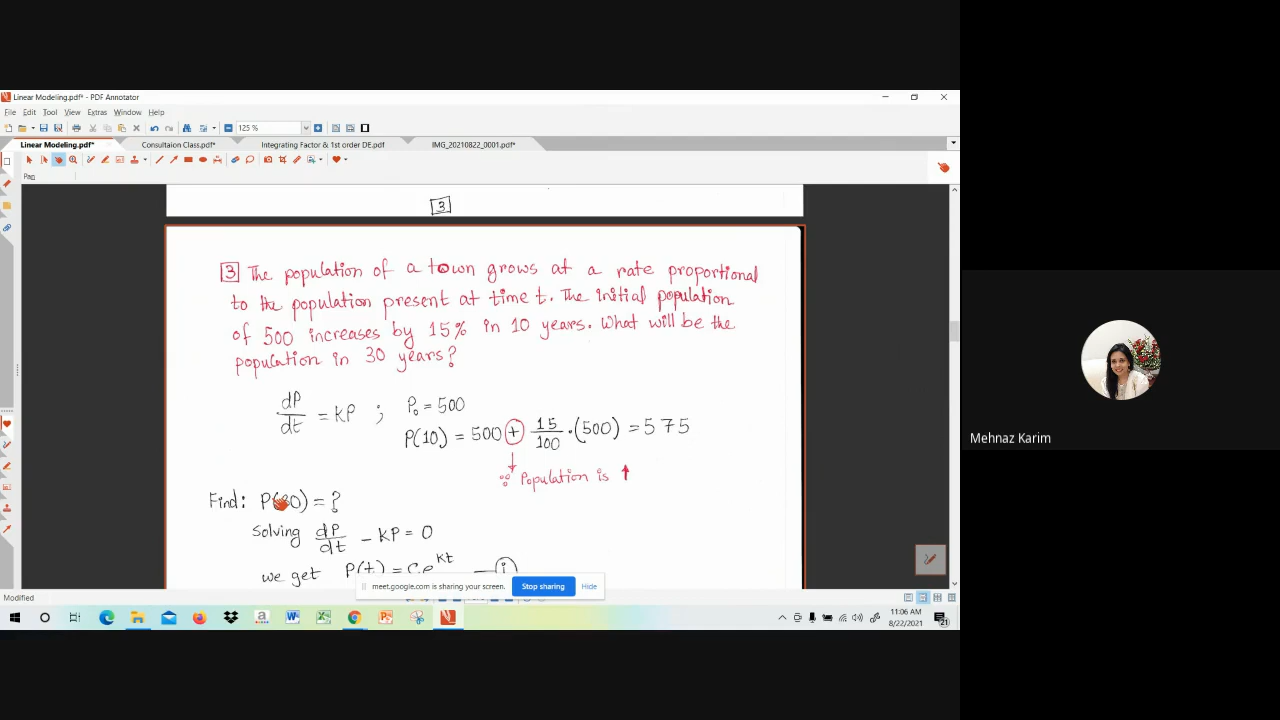 Linear Modeling.pdf* - PDF Annotator
File Edit Tool View Extras Window Help
125 %
Linear Modeling.pdf* Consultaion Class.pdf* Integrating Factor & 1st order DE.pdf IMG_20210822_0001.pdf*
Pan
3
3 The population of a town grows at a rate proportional
to the population present at time t. The initial population
of 500 increases by 15% in 10 years. What will be the
population in 30 years?
dP/dt = kP ; P₀ = 500
P(10) = 500 + 15/100 · (500) = 575
∴ Population is ↑
Find: P(30) = ?
Solving dP/dt - kP = 0
we get P(t) = c e^kt — (i)
meet.google.com is sharing your screen. Stop sharing Hide
Modified
11:06 AM
8/22/2021
21
Mehnaz Karim